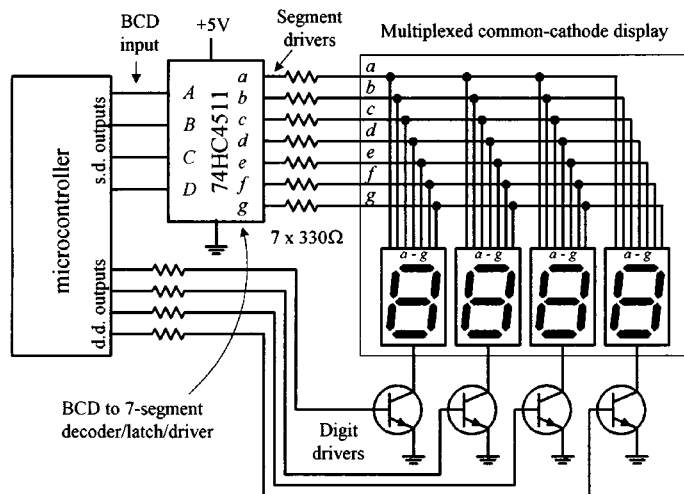 BCD
input
+5V
Segment
drivers
Multiplexed common-cathode display
microcontroller
s.d. outputs
d.d. outputs
A
B
C
D
74HC4511
a
b
c
d
e
f
g
a
b
c
d
e
f
g
7 x 330Ω
a - g
a - g
a - g
a - g
BCD to 7-segment
decoder/latch/driver
Digit
drivers